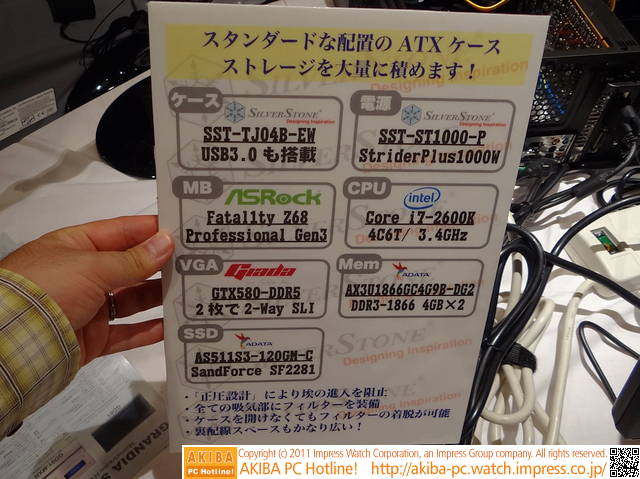 スタンダードな配置の ATX ケース
ストレージを大量に積めます！
ケース
SILVERSTONE
Designing Inspiration
SST-TJ04B-EW
USB3.0 も搭載
電源
SILVERSTONE
Designing Inspiration
SST-ST1000-P
StriderPlus1000W
MB
ASRock
Fatal1ty Z68
Professional Gen3
CPU
intel
Core i7-2600K
4C6T/ 3.4GHz
VGA
Giada
GTX580-DDR5
2 枚で 2-Way SLI
Mem
ADATA
AX3U1866GC4G9B-DG2
DDR3-1866 4GB×2
SSD
ADATA
AS511S3-120GM-C
SandForce SF2281
・「正圧設計」により埃の進入を阻止
・全ての吸気部にフィルターを装備
・ケースを開けなくてもフィルターの着脱が可能
・裏配線スペースもかなり広い！
GRANDIA
AKIBA
PC Hotline!
Copyright (c) 2011 Impress Watch Corporation, an Impress Group company. All rights reserved.
AKIBA PC Hotline! http://akiba-pc.watch.impress.co.jp/